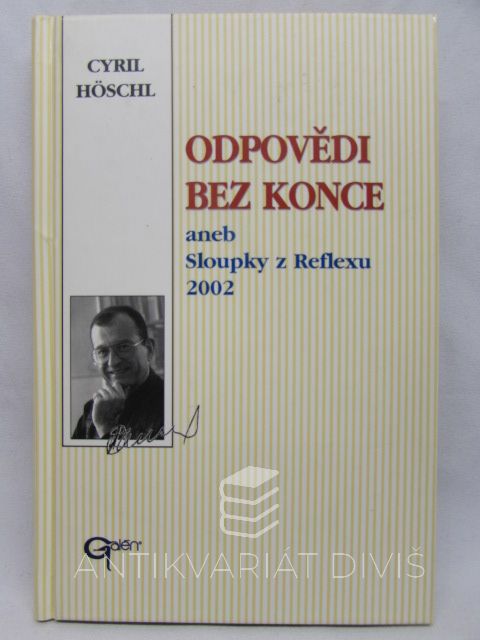 CYRIL
HÖSCHL
ODPOVĚDI
BEZ KONCE
aneb
Sloupky z Reflexu
2002
Galén®
ANTIKVARIÁT DIVIŠ